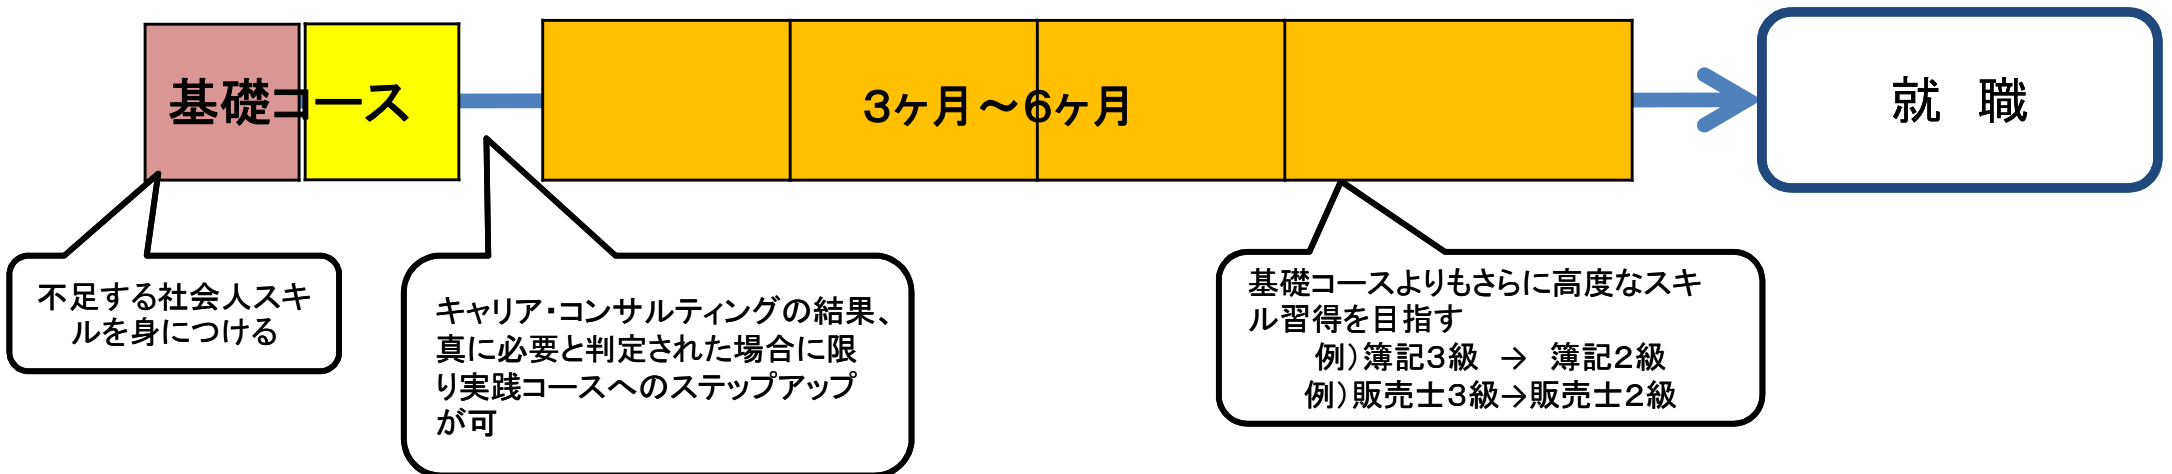 基礎コース
3ヶ月～6ヶ月
就　職
不足する社会人スキ
ルを身につける
キャリア・コンサルティングの結果、
真に必要と判定された場合に限
り実践コースへのステップアップ
が可
基礎コースよりもさらに高度なスキ
ル習得を目指す
例）簿記3級　→　簿記2級
例）販売士3級→販売士2級